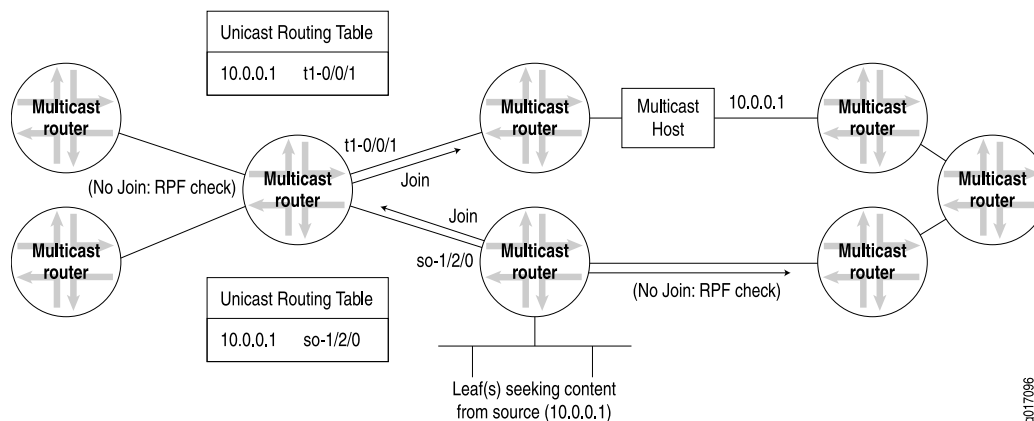 Unicast Routing Table
10.0.0.1 t1-0/0/1
Multicast
router
Multicast
router
Multicast
Host
10.0.0.1
Multicast
router
t1-0/0/1
Join
(No Join: RPF check)
Multicast
router
Multicast
router
Join
so-1/2/0
Multicast
router
Multicast
router
Multicast
router
(No Join: RPF check)
Unicast Routing Table
10.0.0.1 so-1/2/0
Leaf(s) seeking content
from source (10.0.0.1)
g017096